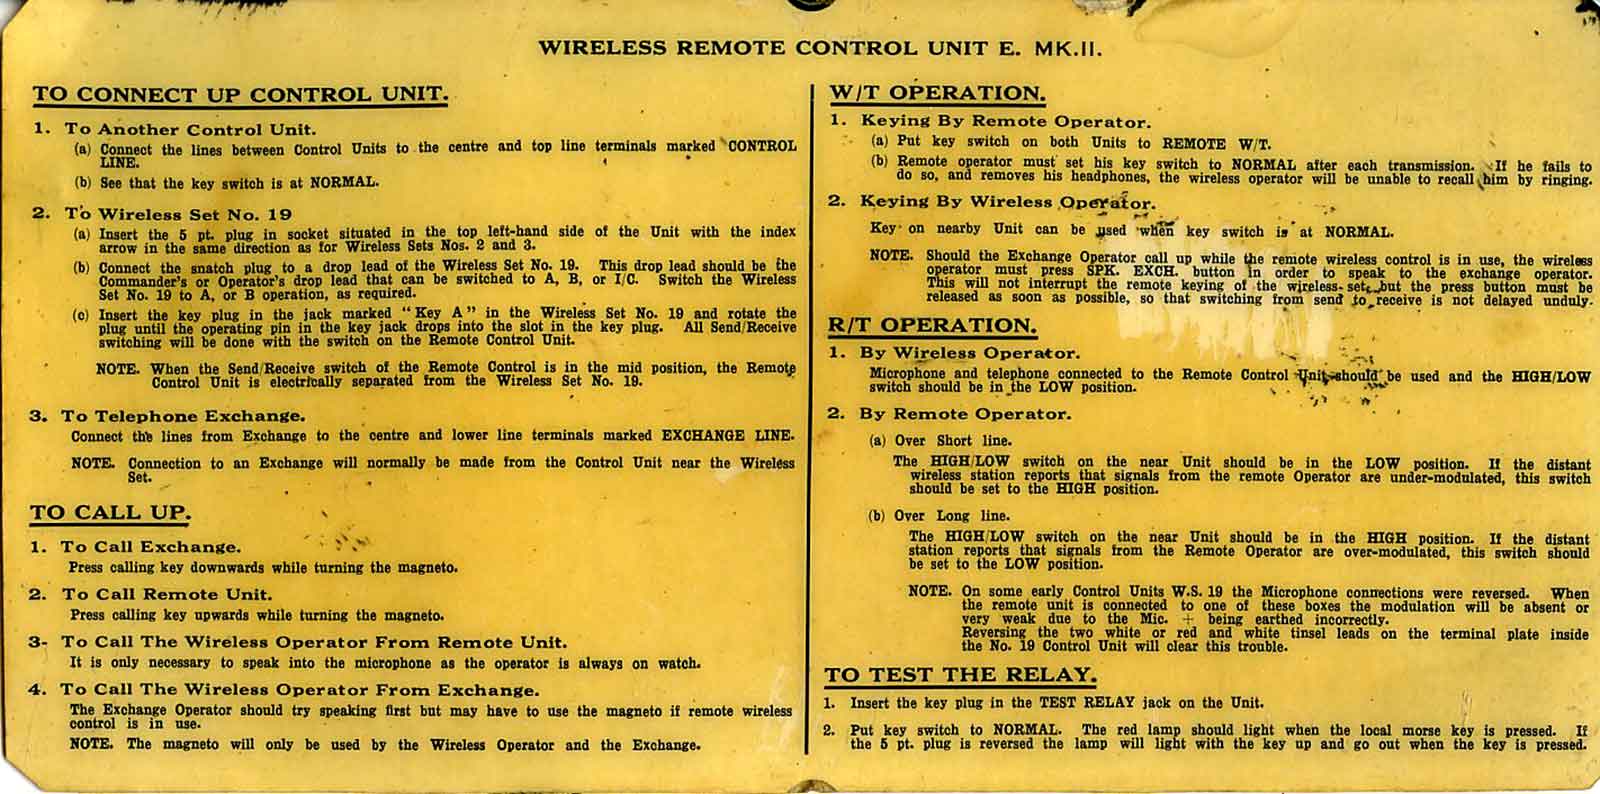 WIRELESS REMOTE CONTROL UNIT E. MK.II.
TO CONNECT UP CONTROL UNIT.
1. To Another Control Unit.
(a) Connect the lines between Control Units to the centre and top line terminals marked CONTROL
LINE.
(b) See that the key switch is at NORMAL.
2. To Wireless Set No. 19
(a) Insert the 5 pt. plug in socket situated in the top left-hand side of the Unit with the index
arrow in the same direction as for Wireless Sets Nos. 2 and 3.
(b) Connect the snatch plug to a drop lead of the Wireless Set No. 19. This drop lead should be the
Commander's or Operator's drop lead that can be switched to A, B, or I/C. Switch the Wireless
Set No. 19 to A, or B operation, as required.
(c) Insert the key plug in the jack marked "Key A" in the Wireless Set No. 19 and rotate the
plug until the operating pin in the key jack drops into the slot in the key plug. All Send/Receive
switching will be done with the switch on the Remote Control Unit.
NOTE. When the Send/Receive switch of the Remote Control is in the mid position, the Remote
Control Unit is electrically separated from the Wireless Set No. 19.
3. To Telephone Exchange.
Connect the lines from Exchange to the centre and lower line terminals marked EXCHANGE LINE.
NOTE. Connection to an Exchange will normally be made from the Control Unit near the Wireless
Set.
TO CALL UP.
1. To Call Exchange.
Press calling key downwards while turning the magneto.
2. To Call Remote Unit.
Press calling key upwards while turning the magneto.
3- To Call The Wireless Operator From Remote Unit.
It is only necessary to speak into the microphone as the operator is always on watch.
4. To Call The Wireless Operator From Exchange.
The Exchange Operator should try speaking first but may have to use the magneto if remote wireless
control is in use.
NOTE. The magneto will only be used by the Wireless Operator and the Exchange.
W/T OPERATION.
1. Keying By Remote Operator.
(a) Put key switch on both Units to REMOTE W/T.
(b) Remote operator must set his key switch to NORMAL after each transmission. If he fails to
do so, and removes his headphones, the wireless operator will be unable to recall him by ringing.
2. Keying By Wireless Operator.
Key on nearby Unit can be used when key switch is at NORMAL.
NOTE. Should the Exchange Operator call up while the remote wireless control is in use, the wireless
operator must press SPK. EXCH. button in order to speak to the exchange operator.
This will not interrupt the remote keying of the wireless set, but the press button must be
released as soon as possible, so that switching from send to receive is not delayed unduly.
R/T OPERATION.
1. By Wireless Operator.
Microphone and telephone connected to the Remote Control Unit should be used and the HIGH/LOW
switch should be in the LOW position.
2. By Remote Operator.
(a) Over Short line.
The HIGH/LOW switch on the near Unit should be in the LOW position. If the distant
wireless station reports that signals from the remote Operator are under-modulated, this switch
should be set to the HIGH position.
(b) Over Long line.
The HIGH/LOW switch on the near Unit should be in the HIGH position. If the distant
station reports that signals from the Remote Operator are over-modulated, this switch should
be set to the LOW position.
NOTE. On some early Control Units W.S. 19 the Microphone connections were reversed. When
the remote unit is connected to one of these boxes the modulation will be absent or
very weak due to the Mic. + being earthed incorrectly.
Reversing the two white or red and white tinsel leads on the terminal plate inside
the No. 19 Control Unit will clear this trouble.
TO TEST THE RELAY.
1. Insert the key plug in the TEST RELAY jack on the Unit.
2. Put key switch to NORMAL. The red lamp should light when the local morse key is pressed. If
the 5 pt. plug is reversed the lamp will light with the key up and go out when the key is pressed.